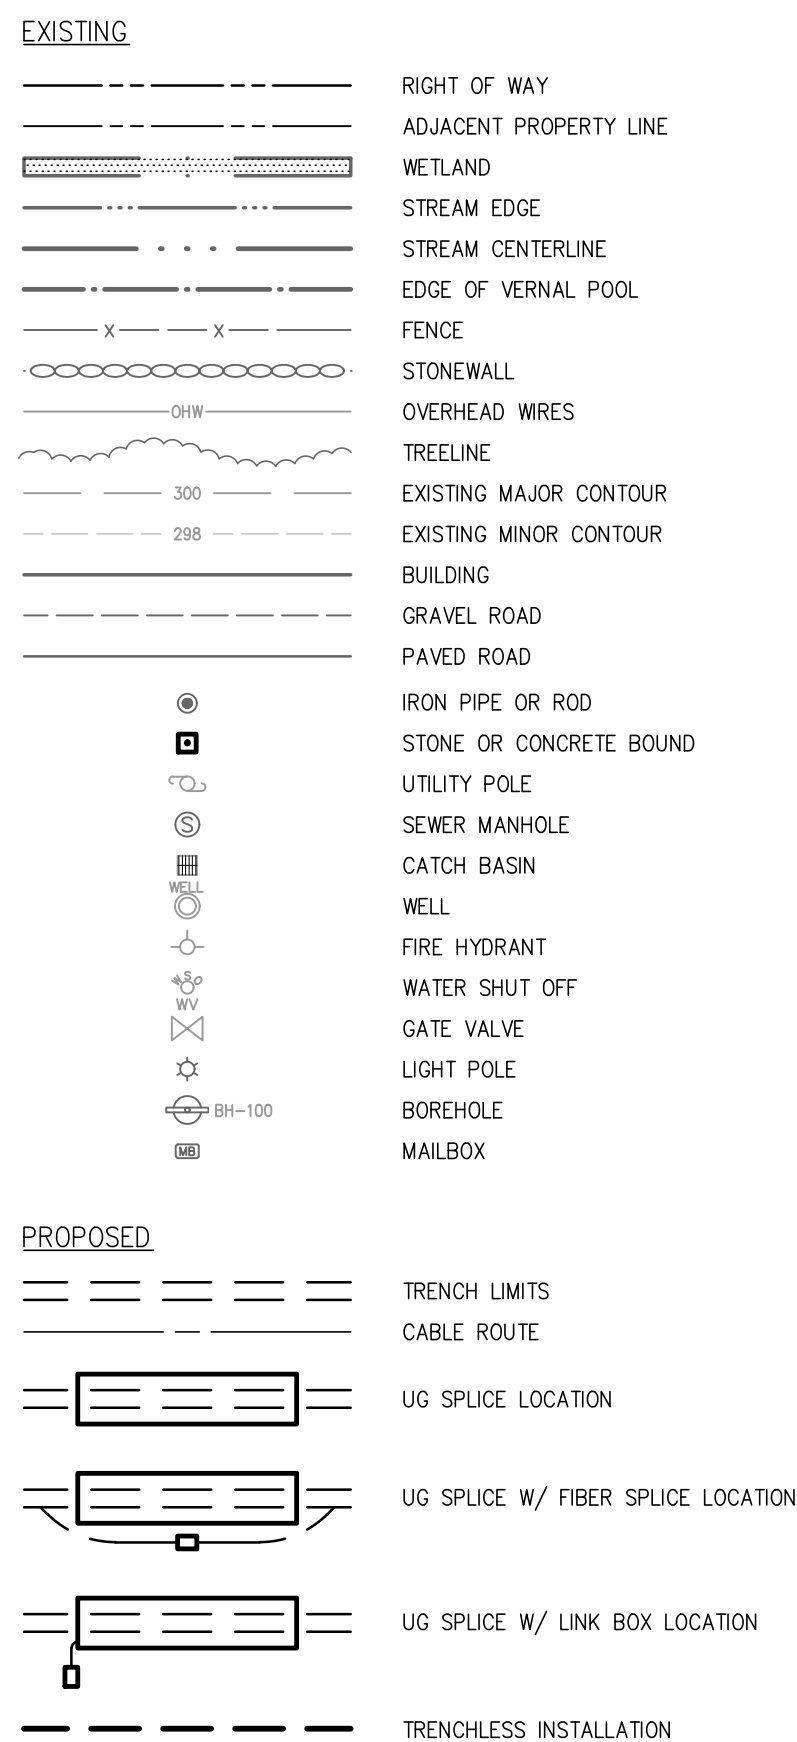 EXISTING
RIGHT OF WAY
ADJACENT PROPERTY LINE
WETLAND
STREAM EDGE
STREAM CENTERLINE
EDGE OF VERNAL POOL
X X FENCE
STONEWALL
OHW OVERHEAD WIRES
TREELINE
300 EXISTING MAJOR CONTOUR
298 EXISTING MINOR CONTOUR
BUILDING
GRAVEL ROAD
PAVED ROAD
IRON PIPE OR ROD
STONE OR CONCRETE BOUND
UTILITY POLE
S SEWER MANHOLE
CATCH BASIN
WELL
WELL
FIRE HYDRANT
WSO WATER SHUT OFF
WV
GATE VALVE
LIGHT POLE
BH-100 BOREHOLE
MB MAILBOX
PROPOSED
TRENCH LIMITS
CABLE ROUTE
UG SPLICE LOCATION
UG SPLICE W/ FIBER SPLICE LOCATION
UG SPLICE W/ LINK BOX LOCATION
TRENCHLESS INSTALLATION